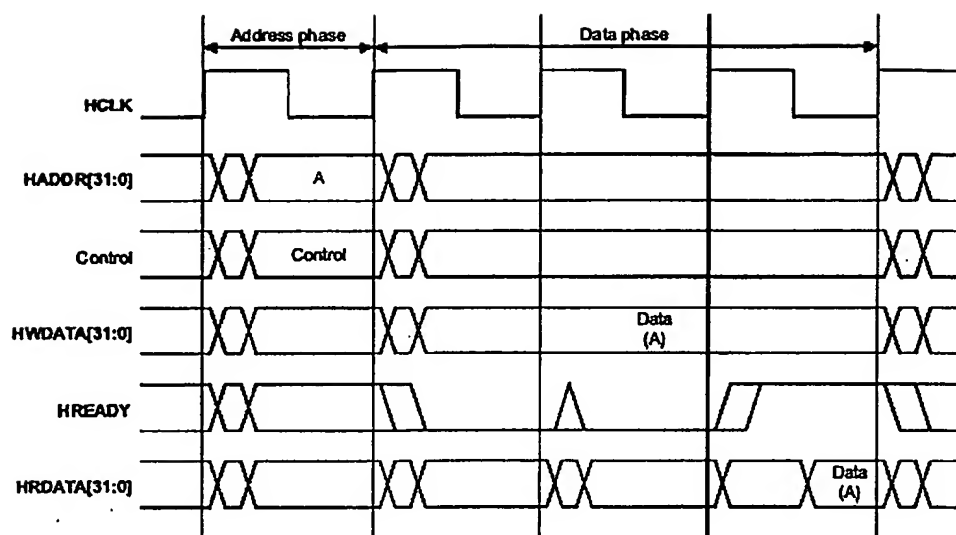 Address phase
Data phase
HCLK
HADDR[31:0]
A
Control
Control
HWDATA[31:0]
Data
(A)
HREADY
HRDATA[31:0]
Data
(A)